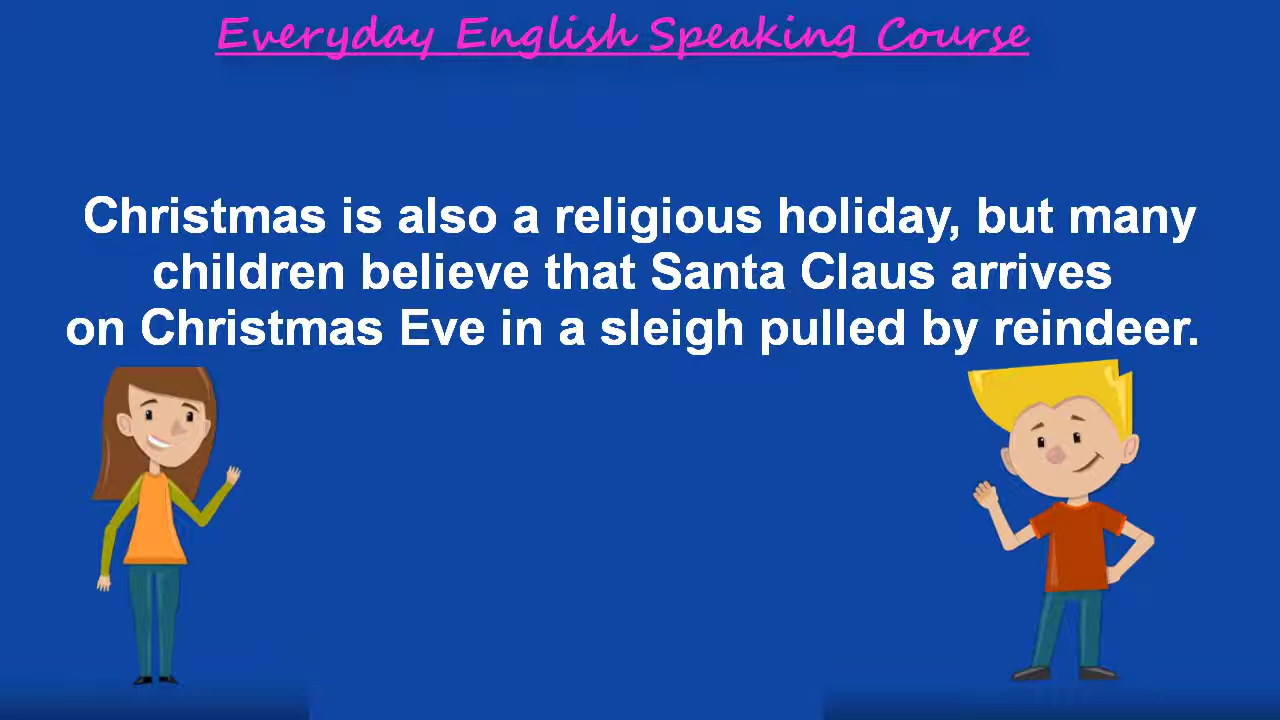 Everyday English Speaking Course
Christmas is also a religious holiday, but many
children believe that Santa Claus arrives
on Christmas Eve in a sleigh pulled by reindeer.